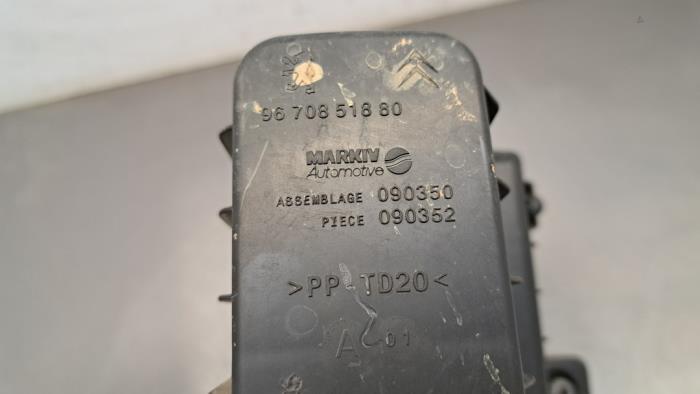 96 708 518 80
MARKIV
Automotive
ASSEMBLAGE 090350
PIECE 090352
>PP-TD20<
A 01